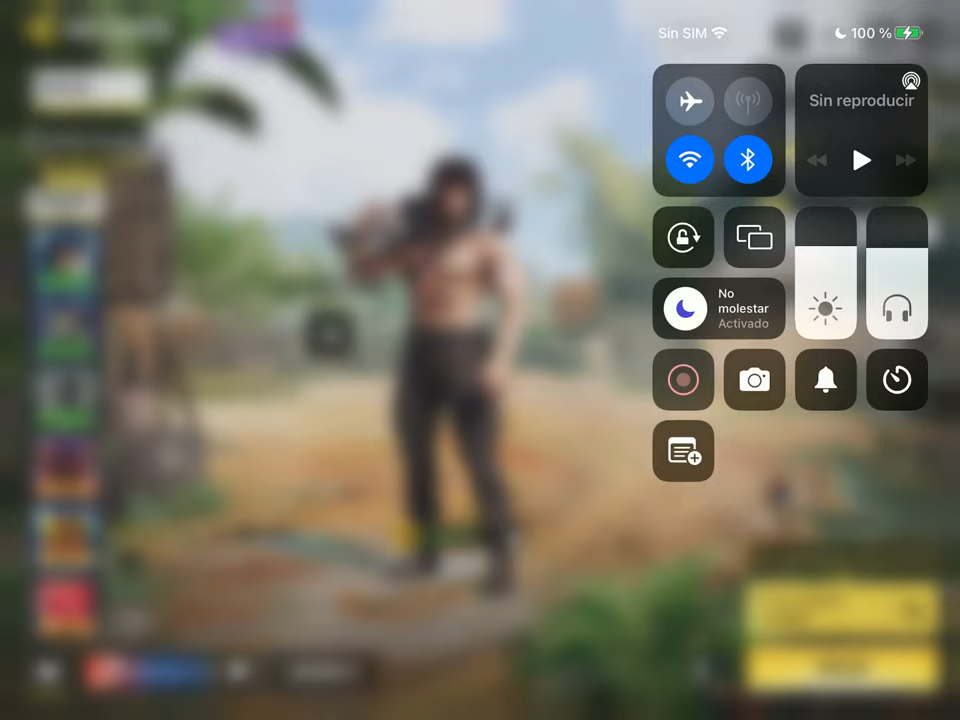 Sin SIM
100 %
Sin reproducir
No
molestar
Activado